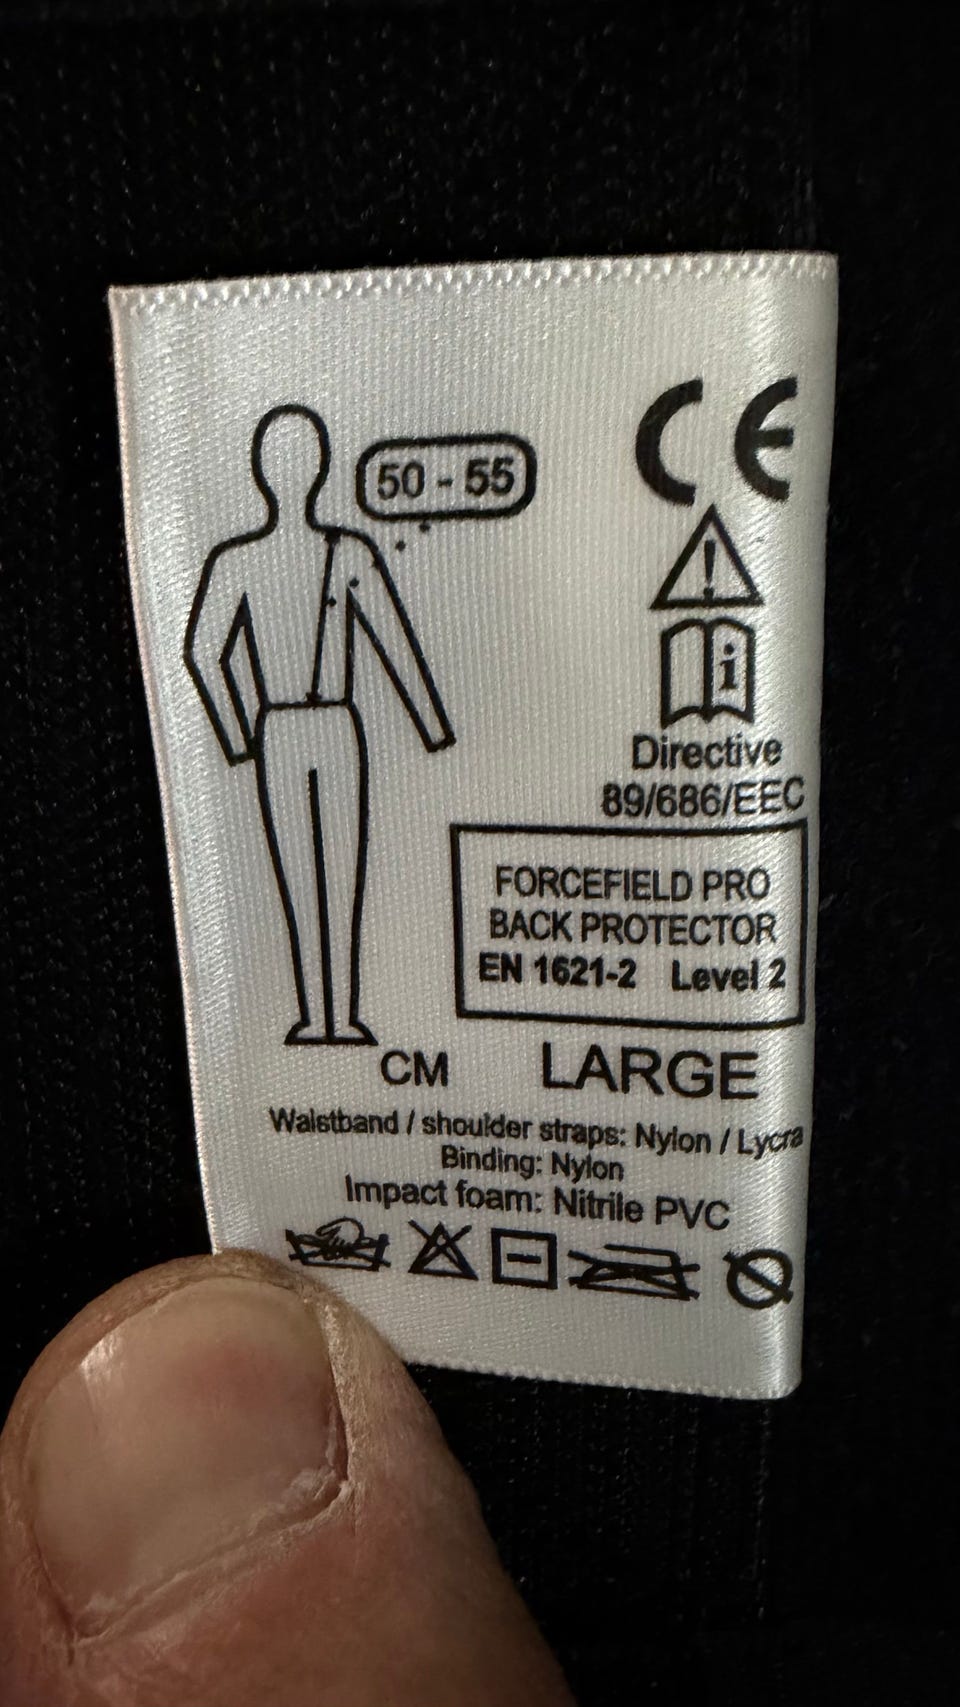 50 - 55
CE
!
i
Directive
89/686/EEC
FORCEFIELD PRO
BACK PROTECTOR
EN 1621-2 Level 2
CM LARGE
Waistband / shoulder straps: Nylon / Lycra
Binding: Nylon
Impact foam: Nitrile PVC